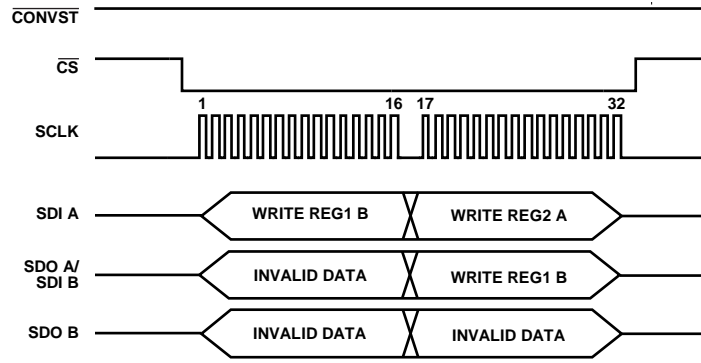 CONVST
CS
1 16 17 32
SCLK
SDI A WRITE REG1 B WRITE REG2 A
SDO A/
SDI B INVALID DATA WRITE REG1 B
SDO B INVALID DATA INVALID DATA